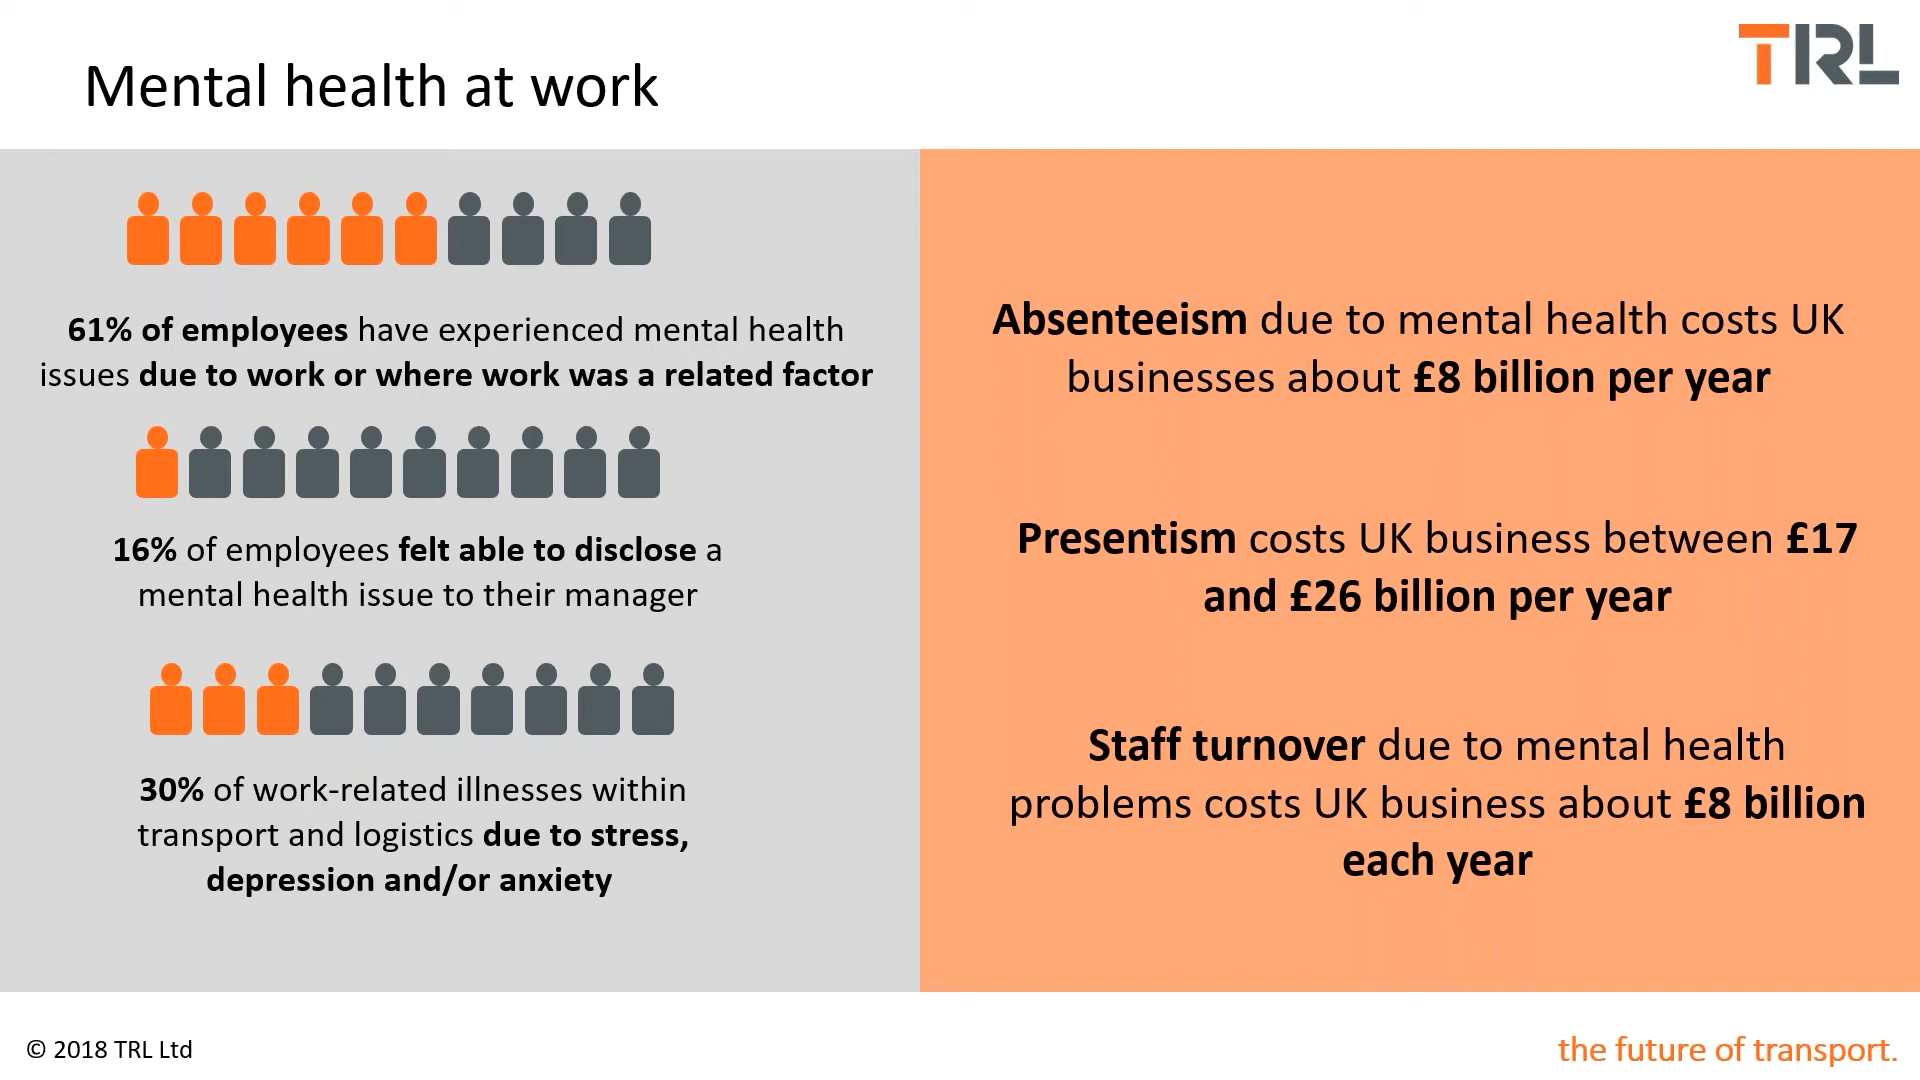 Mental health at work
TRL
61% of employees have experienced mental health
issues due to work or where work was a related factor
16% of employees felt able to disclose a
mental health issue to their manager
30% of work-related illnesses within
transport and logistics due to stress,
depression and/or anxiety
Absenteeism due to mental health costs UK
businesses about £8 billion per year
Presentism costs UK business between £17
and £26 billion per year
Staff turnover due to mental health
problems costs UK business about £8 billion
each year
© 2018 TRL Ltd
the future of transport.